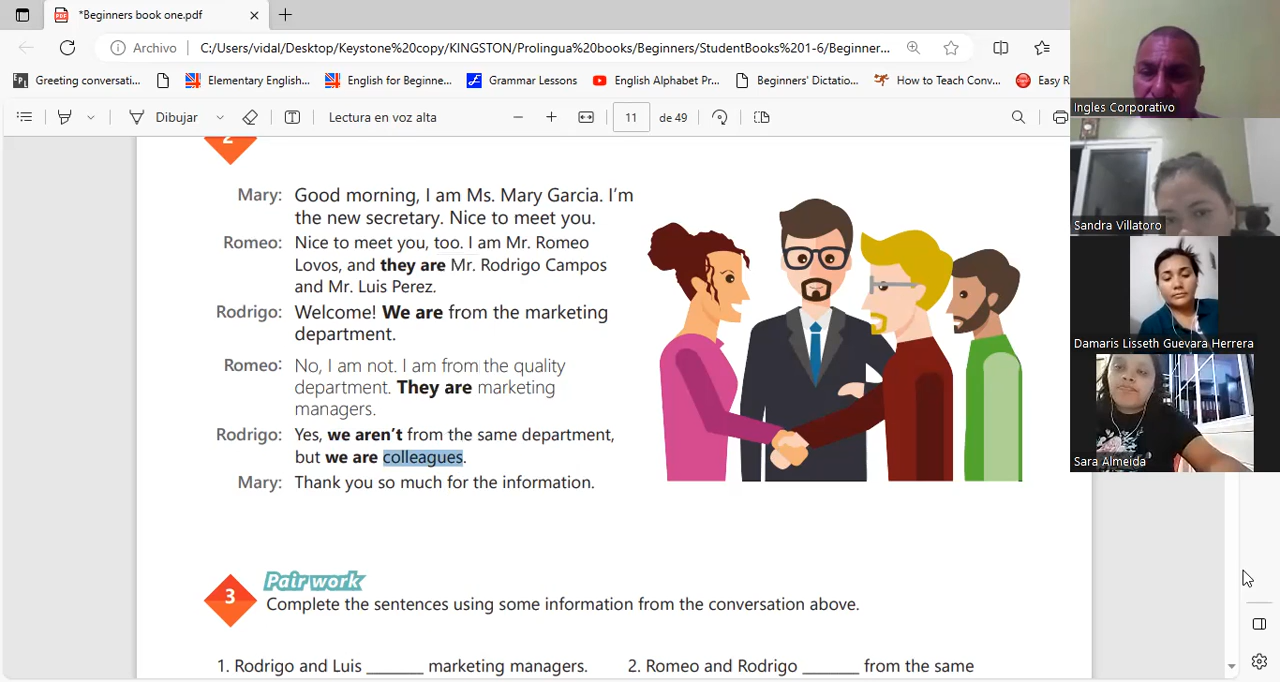 *Beginners book one.pdf
Archivo
C:/Users/vidal/Desktop/Keystone%20copy/KINGSTON/Prolingua%20books/Beginners/StudentBooks%201-6/Beginner...
Greeting conversati...
Elementary English...
English for Beginne...
Grammar Lessons
English Alphabet Pr...
Beginners' Dictatio...
How to Teach Conv...
Easy R
Dibujar
Lectura en voz alta
11
de 49
2
Mary: Good morning, I am Ms. Mary Garcia. I'm
the new secretary. Nice to meet you.
Romeo: Nice to meet you, too. I am Mr. Romeo
Lovos, and they are Mr. Rodrigo Campos
and Mr. Luis Perez.
Rodrigo: Welcome! We are from the marketing
department.
Romeo: No, I am not. I am from the quality
department. They are marketing
managers.
Rodrigo: Yes, we aren't from the same department,
but we are colleagues.
Mary: Thank you so much for the information.
3
Pair work
Complete the sentences using some information from the conversation above.
1. Rodrigo and Luis _______ marketing managers.
2. Romeo and Rodrigo _______ from the same
Ingles Corporativo
Sandra Villatoro
Damaris Lisseth Guevara Herrera
Sara Almeida